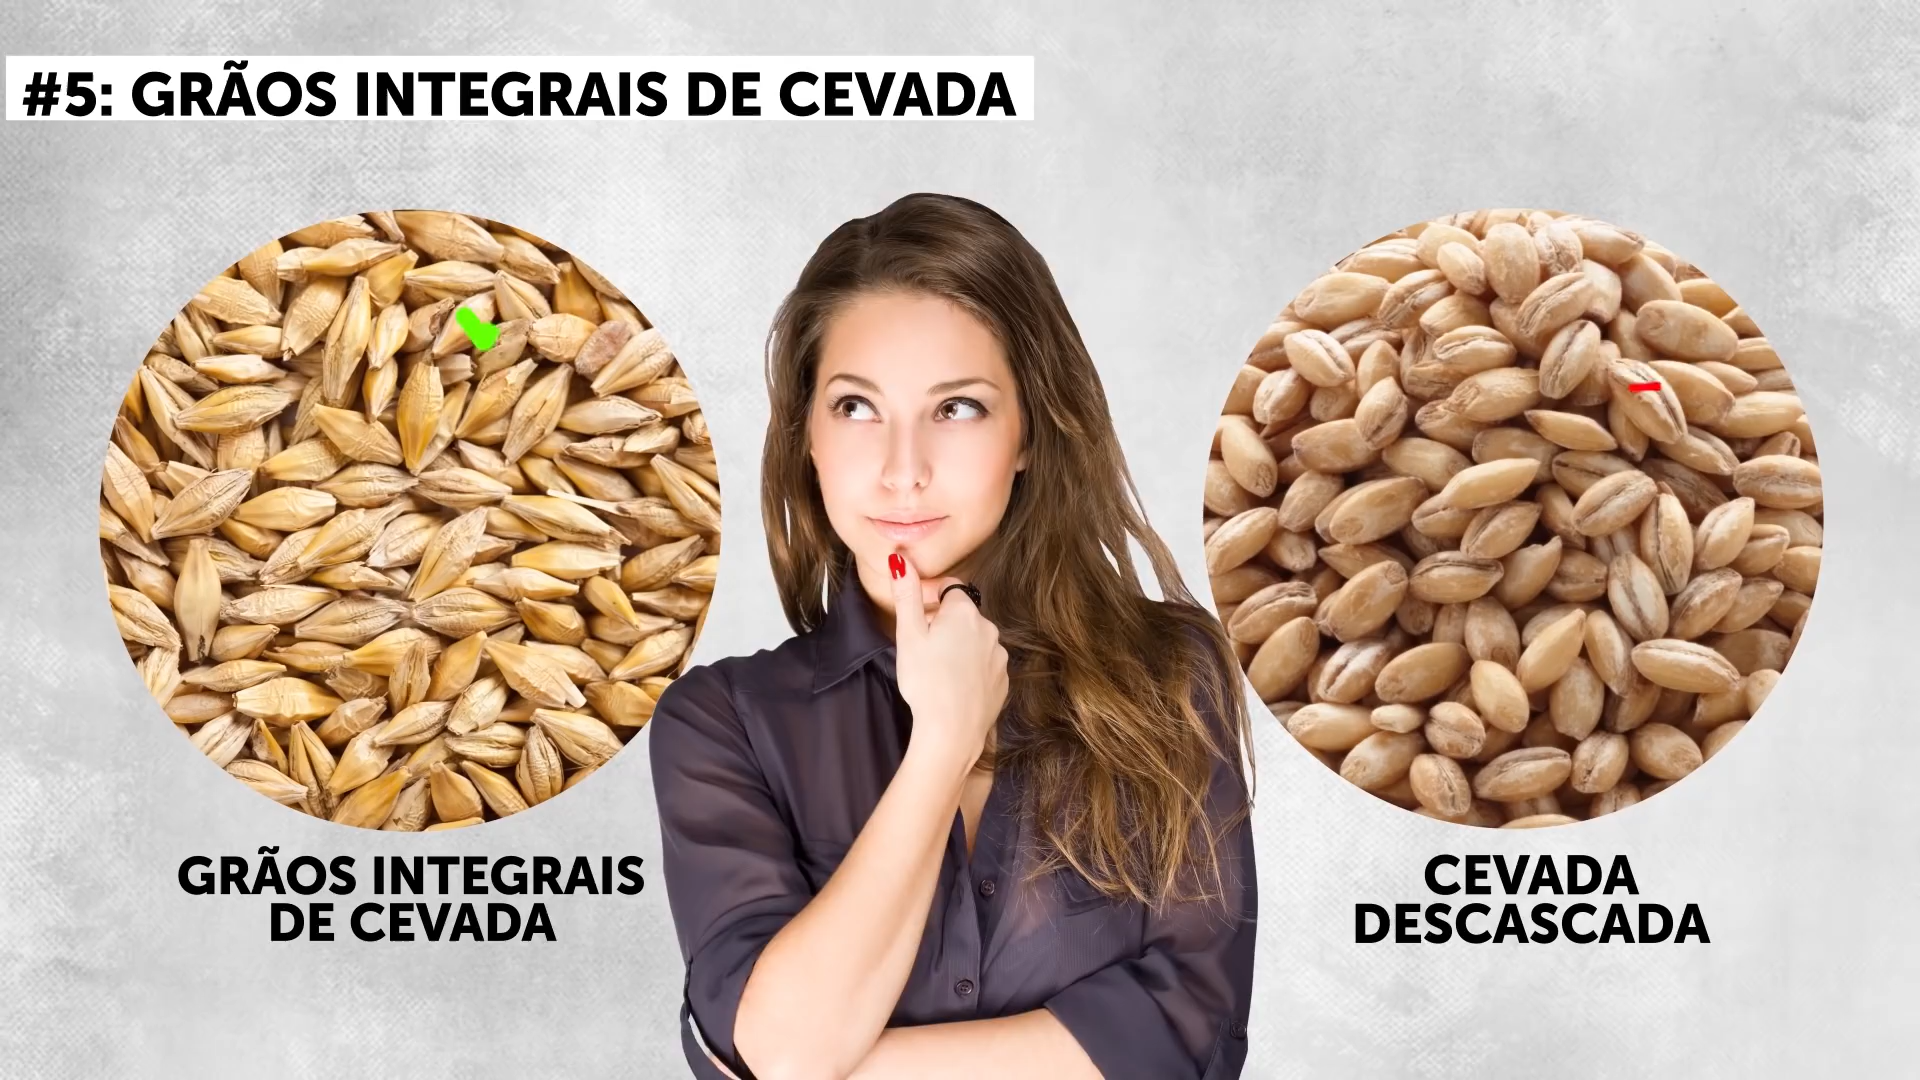 #5: GRÃOS INTEGRAIS DE CEVADA
GRÃOS INTEGRAIS
DE CEVADA
CEVADA
DESCASCADA